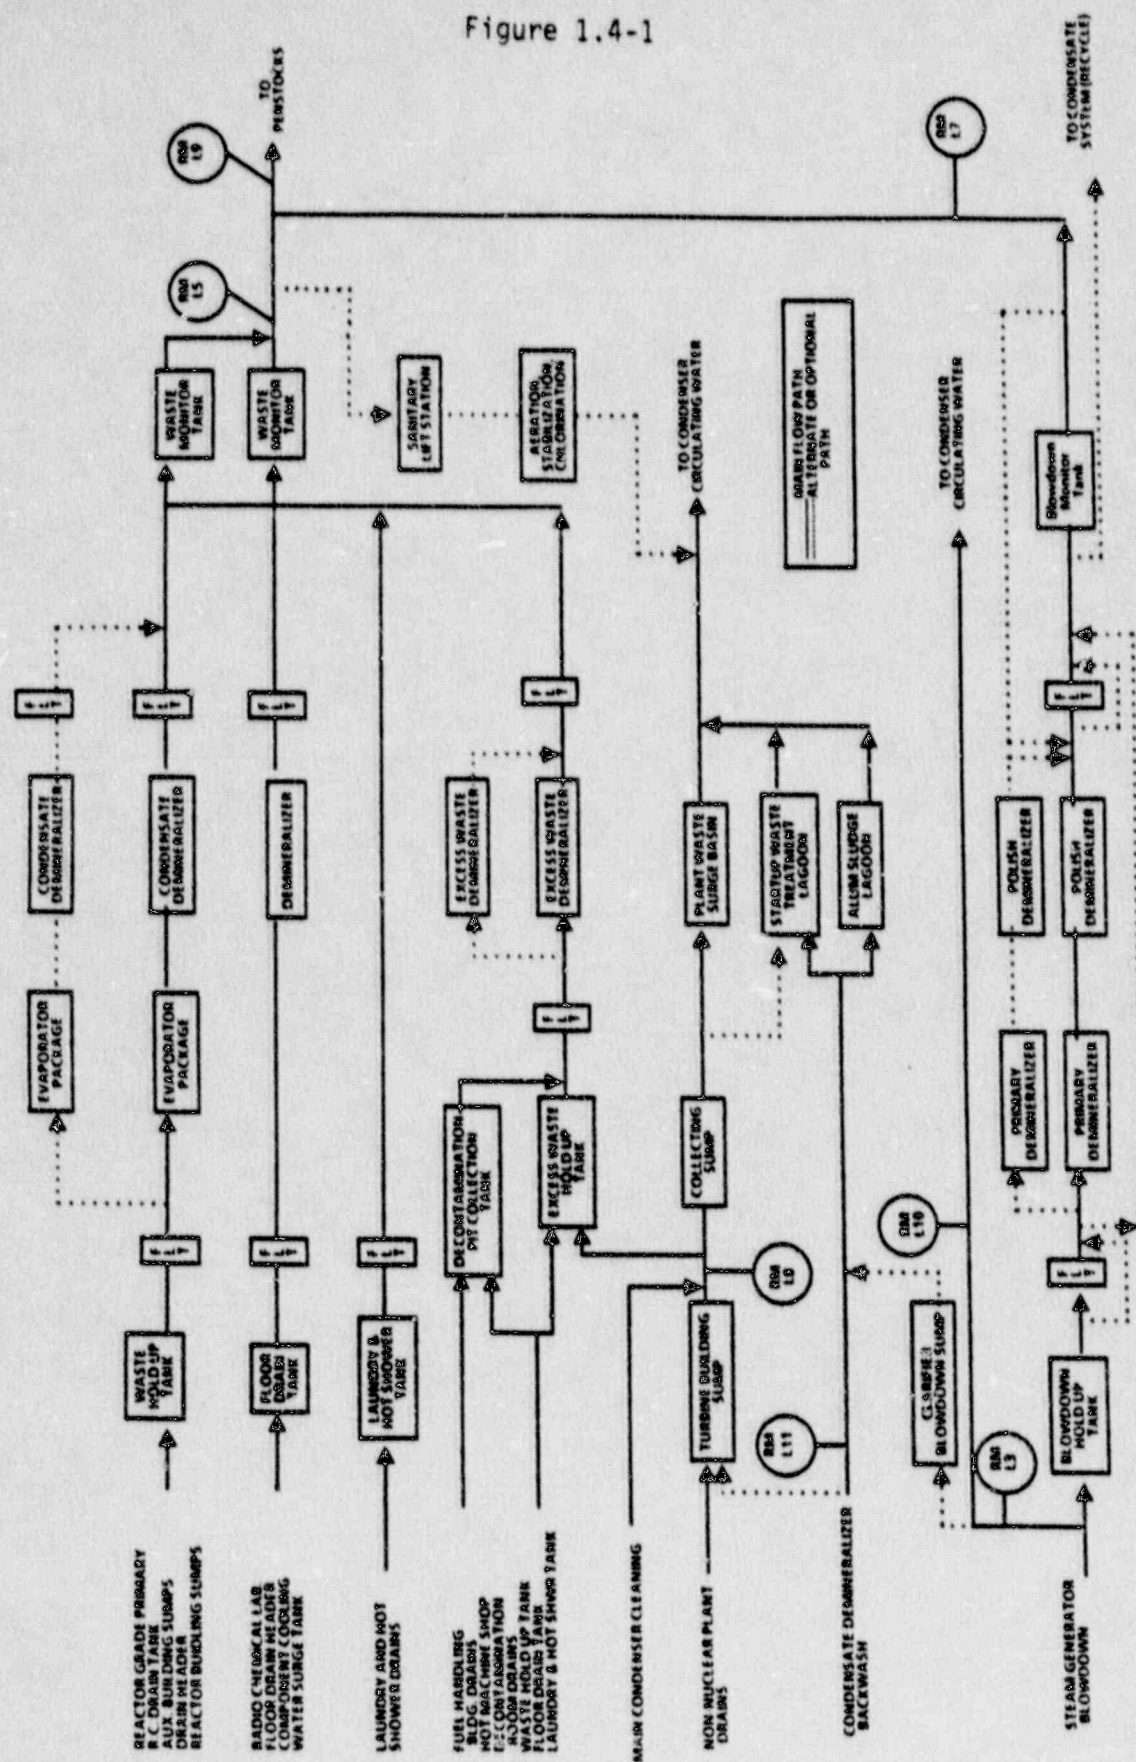 Figure 1.4-1
REACTOR GRADE PRIMARY
R.C. DRAIN TANK
AUX. BUILDING SUMPS
DRAIN HEADER
REACTOR BUILDING SUMPS
WASTE
HOLD UP
TANK
F
L
T
EVAPORATOR
PACKAGE
EVAPORATOR
PACKAGE
CONDENSATE
DEMINERALIZER
CONDENSATE
DEMINERALIZER
F
L
T
F
L
T
WASTE
MONITOR
TANK
RM
L5
RM
L9
TO
PENSTOCKS
RADIO CHEMICAL LAB
FLOOR DRAIN HEADER
COMPONENT COOLING
WATER SURGE TANK
FLOOR
DRAIN
TANK
F
L
T
DEMINERALIZER
F
L
T
WASTE
MONITOR
TANK
LAUNDRY AND HOT
SHOWER DRAINS
LAUNDRY &
HOT SHOWER
TANK
F
L
T
SANITARY
LIFT STATION
AERATION
STABILIZATION
CHLORINATION
FUEL HANDLING
BLDG. DRAINS
HOT MACHINE SHOP
DECONTAMINATION
ROOM DRAINS
WASTE HOLD UP TANK
FLOOR DRAIN TANK
LAUNDRY & HOT SHWR TANK
DECONTAMINATION
PIT COLLECTION
TANK
EXCESS WASTE
HOLD UP
TANK
F
L
T
EXCESS WASTE
DEMINERALIZER
EXCESS WASTE
DEMINERALIZER
F
L
T
MAIN CONDENSER CLEANING
NON NUCLEAR PLANT
DRAINS
TURBINE BUILDING
SUMP
RM
COLLECTING
SUMP
PLANT WASTE
SURGE BASIN
TO CONDENSER
CIRCULATING WATER
STARTUP WASTE
TREATMENT
LAGOON
ALUM SLUDGE
LAGOON
MAIN FLOW PATH
ALTERNATE OR OPTIONAL
PATH
CONDENSATE DEMINERALIZER
BACKWASH
RM
L11
BLOWDOWN SUMP
RM
L10
TO CONDENSER
CIRCULATING WATER
RM
L3
RM
L7
STEAM GENERATOR
BLOWDOWN
BLOWDOWN
HOLD UP
TANK
F
L
T
PRIMARY
DEMINERALIZER
PRIMARY
DEMINERALIZER
POLISH
DEMINERALIZER
POLISH
DEMINERALIZER
F
L
T
Blowdown
Monitor
Tank
TO CONDENSATE
SYSTEM (RECYCLE)